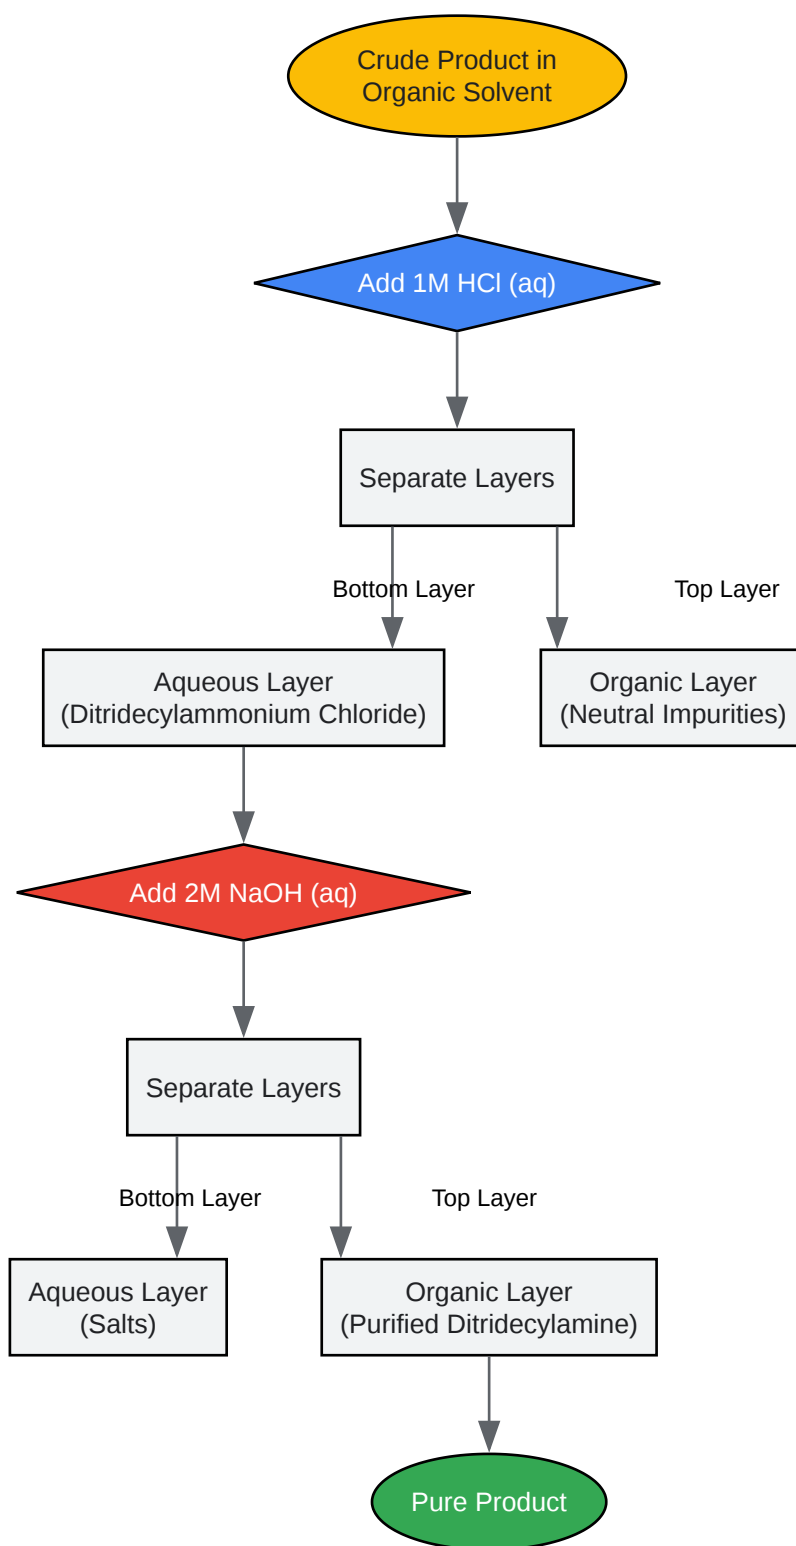 Crude Product in
Organic Solvent
Add 1M HCl (aq)
Separate Layers
Bottom Layer
Top Layer
Aqueous Layer
(Ditridecylammonium Chloride)
Organic Layer
(Neutral Impurities)
Add 2M NaOH (aq)
Separate Layers
Bottom Layer
Top Layer
Aqueous Layer
(Salts)
Organic Layer
(Purified Ditridecylamine)
Pure Product